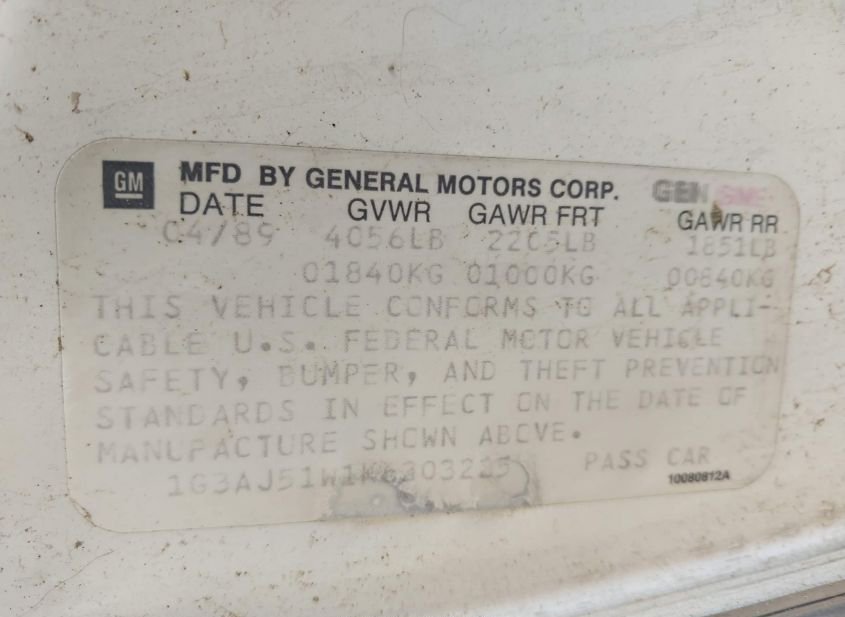 GM MFD BY GENERAL MOTORS CORP. GEN GME
DATE GVWR GAWR FRT GAWR RR
04/89 4056LB 2205LB 1851LB
01840KG 01000KG 00840KG
THIS VEHICLE CONFORMS TO ALL APPLI-
CABLE U.S. FEDERAL MOTOR VEHICLE
SAFETY, BUMPER, AND THEFT PREVENTION
STANDARDS IN EFFECT ON THE DATE OF
MANUFACTURE SHOWN ABOVE.
PASS CAR
10080812A